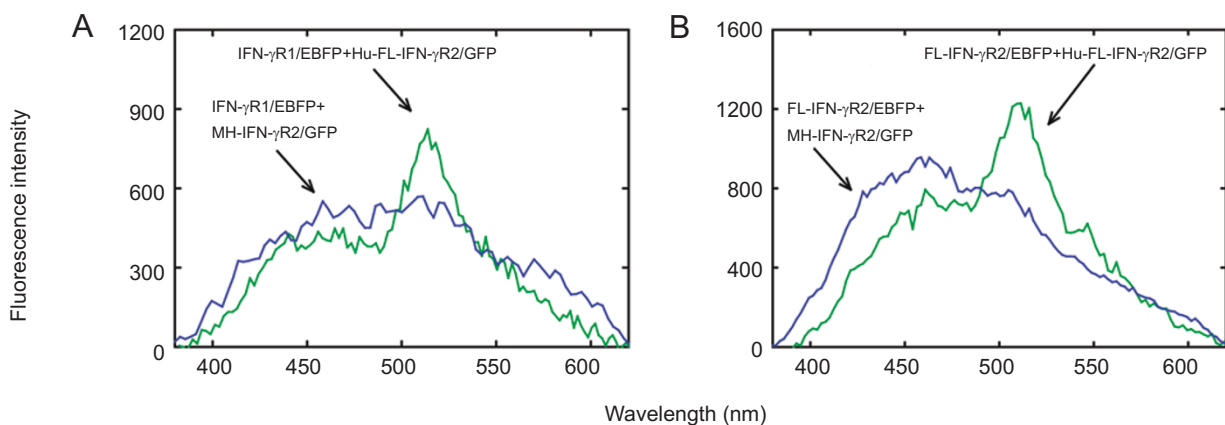 A
1200
900
600
300
0
400
450
500
550
600
IFN-γR1/EBFP+Hu-FL-IFN-γR2/GFP
IFN-γR1/EBFP+
MH-IFN-γR2/GFP
Fluorescence intensity
B
1600
1200
800
400
0
400
450
500
550
600
FL-IFN-γR2/EBFP+Hu-FL-IFN-γR2/GFP
FL-IFN-γR2/EBFP+
MH-IFN-γR2/GFP
Wavelength (nm)